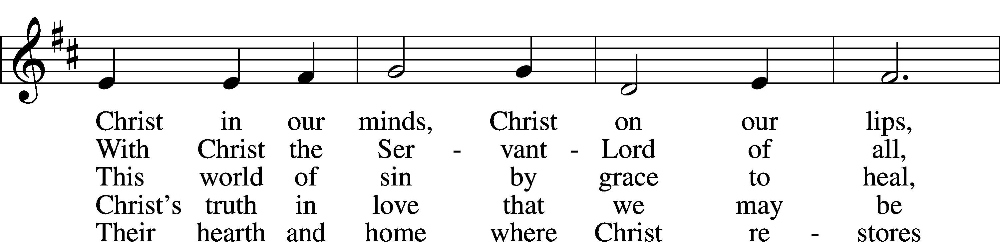 Christ in our minds, Christ on our lips,
With Christ the Ser - vant - Lord of all,
This world of sin by grace to heal,
Christ’s truth in love that we may be
Their hearth and home where Christ re - stores